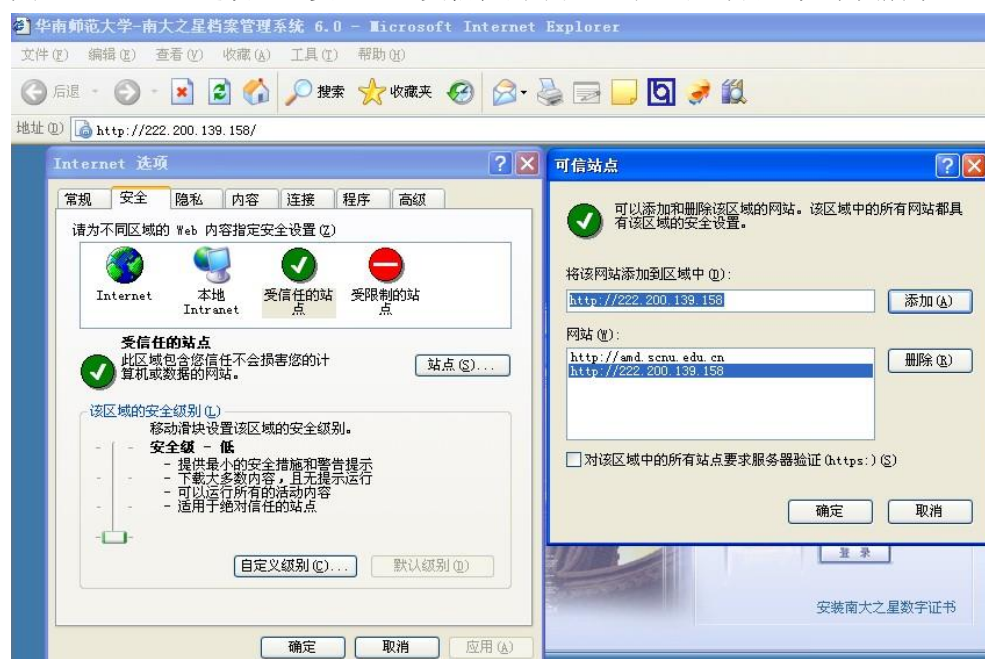 华南师范大学-南大之星档案管理系统 6.0 - Microsoft Internet Explorer
文件(F) 编辑(E) 查看(V) 收藏(A) 工具(T) 帮助(H)
后退 搜索 收藏夹
地址(D) http://222.200.139.158/
Internet 选项
常规 安全 隐私 内容 连接 程序 高级
请为不同区域的 Web 内容指定安全设置(Z)
Internet 本地 Intranet 受信任的站点 受限制的站点
受信任的站点
此区域包含您信任不会损害您的计
算机或数据的网站。
站点(S)...
该区域的安全级别(L)
移动滑块设置该区域的安全级别。
安全级 - 低
- 提供最小的安全措施和警告提示
- 下载大多数内容，且无提示运行
- 可以运行所有的活动内容
- 适用于绝对信任的站点
自定义级别(C)... 默认级别(D)
确定 取消 应用(A)
可信站点
可以添加和删除该区域的网站。该区域中的所有网站都具
有该区域的安全设置。
将该网站添加到区域中(D):
http://222.200.139.158 添加(A)
网站(W):
http://amd.scnu.edu.cn
http://222.200.139.158
删除(R)
对该区域中的所有站点要求服务器验证(https:)(S)
确定 取消
登 录
安装南大之星数字证书